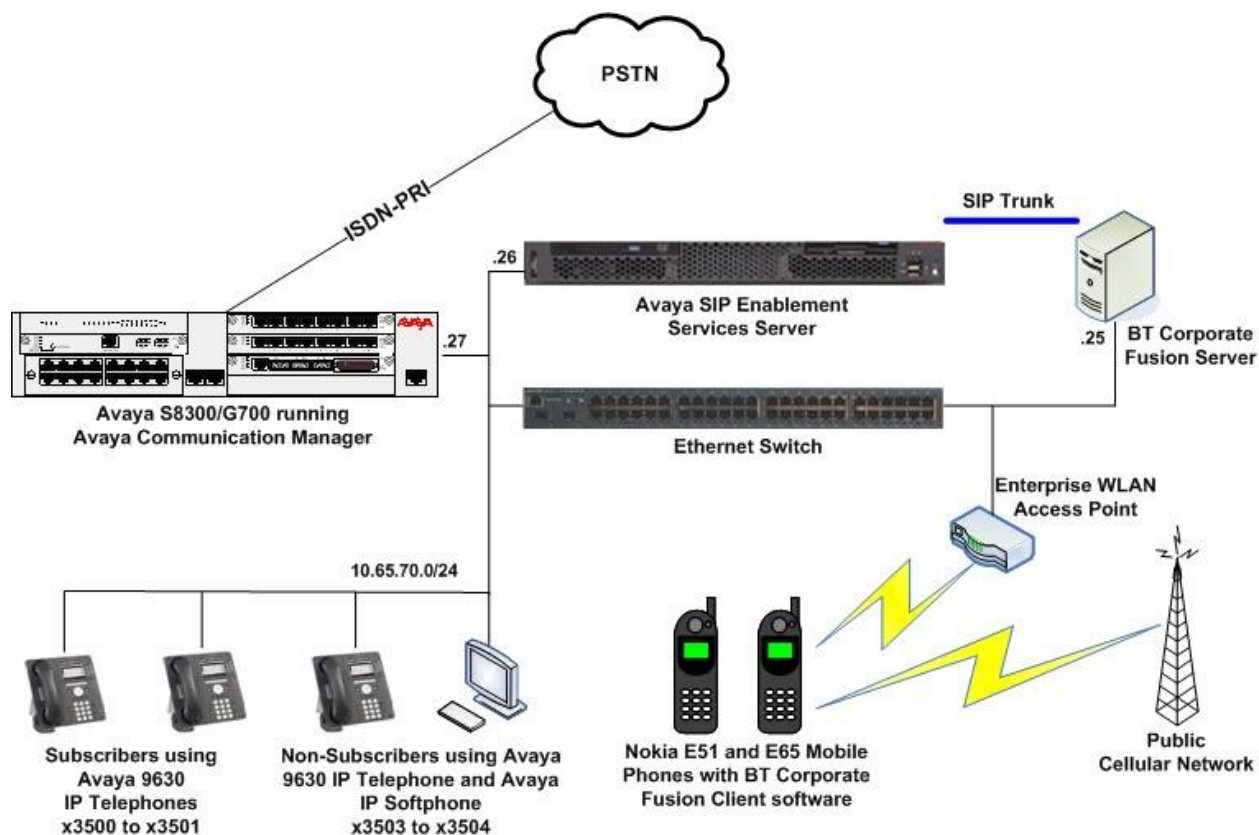 PSTN
ISDN-PRI
SIP Trunk
.26
Avaya SIP Enablement
Services Server
.25
BT Corporate
Fusion Server
AVAYA
.27
Avaya S8300/G700 running
Avaya Communication Manager
Ethernet Switch
Enterprise WLAN
Access Point
10.65.70.0/24
Subscribers using
Avaya 9630
IP Telephones
x3500 to x3501
Non-Subscribers using Avaya
9630 IP Telephone and Avaya
IP Softphone
x3503 to x3504
Nokia E51 and E65 Mobile
Phones with BT Corporate
Fusion Client software
Public
Cellular Network